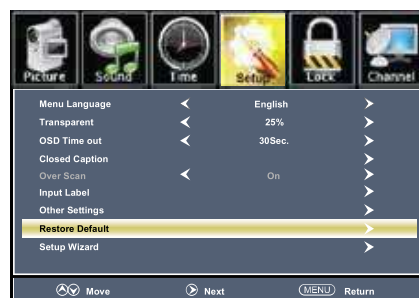 Picture Sound Time Setup Lock Channel
Menu Language English
Transparent 25%
OSD Time out 30Sec.
Closed Caption
Over Scan On
Input Label
Other Settings
Restore Default
Setup Wizard
Move Next MENU Return